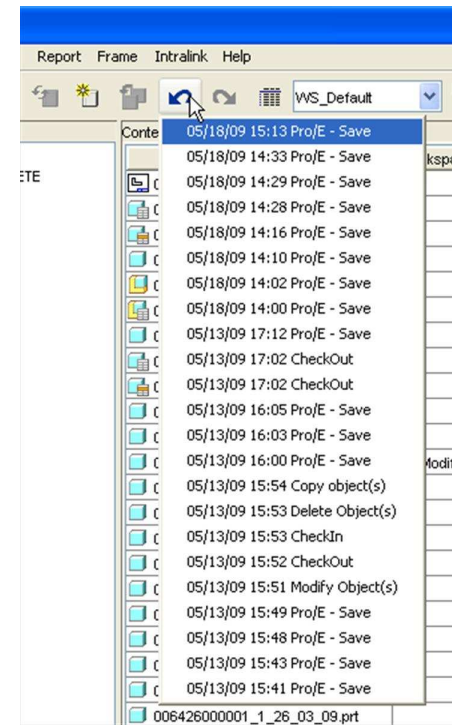 Report Frame Intralink Help
WS_Default
Conte
05/18/09 15:13 Pro/E - Save
kspa
05/18/09 14:33 Pro/E - Save
ETE
05/18/09 14:29 Pro/E - Save
05/18/09 14:28 Pro/E - Save
05/18/09 14:16 Pro/E - Save
05/18/09 14:10 Pro/E - Save
05/18/09 14:02 Pro/E - Save
05/18/09 14:00 Pro/E - Save
05/13/09 17:12 Pro/E - Save
05/13/09 17:02 CheckOut
05/13/09 17:02 CheckOut
05/13/09 16:05 Pro/E - Save
05/13/09 16:03 Pro/E - Save
05/13/09 16:00 Pro/E - Save
Modif
05/13/09 15:54 Copy object(s)
05/13/09 15:53 Delete Object(s)
05/13/09 15:53 CheckIn
05/13/09 15:52 CheckOut
05/13/09 15:51 Modify Object(s)
05/13/09 15:49 Pro/E - Save
05/13/09 15:48 Pro/E - Save
05/13/09 15:43 Pro/E - Save
05/13/09 15:41 Pro/E - Save
006426000001_1_26_03_09.prt